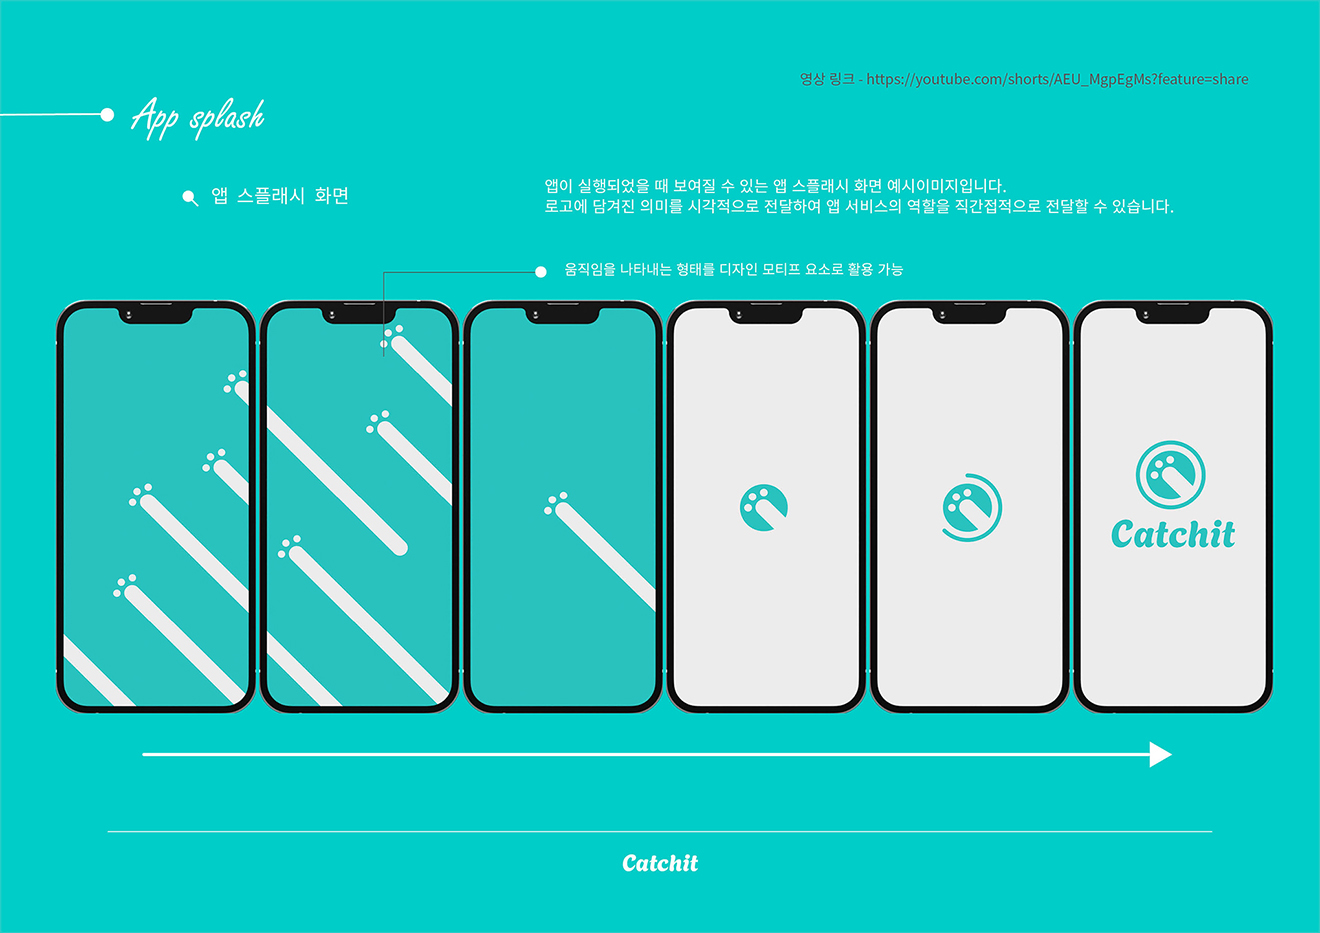 영상 링크 - https://youtube.com/shorts/AEU_MgpEgMs?feature=share
App splash
앱 스플래시 화면
앱이 실행되었을 때 보여질 수 있는 앱 스플래시 화면 예시이미지입니다.
로고에 담겨진 의미를 시각적으로 전달하여 앱 서비스의 역할을 직간접적으로 전달할 수 있습니다.
움직임을 나타내는 형태를 디자인 모티프 요소로 활용 가능
Catchit
Catchit